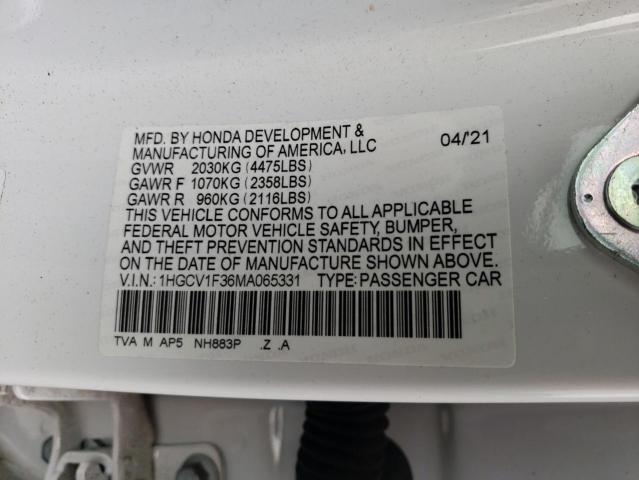 MFD. BY HONDA DEVELOPMENT &
MANUFACTURING OF AMERICA, LLC 04/'21
GVWR 2030KG (4475LBS)
GAWR F 1070KG (2358LBS)
GAWR R 960KG (2116LBS)
THIS VEHICLE CONFORMS TO ALL APPLICABLE
FEDERAL MOTOR VEHICLE SAFETY, BUMPER,
AND THEFT PREVENTION STANDARDS IN EFFECT
ON THE DATE OF MANUFACTURE SHOWN ABOVE.
V.I.N.: 1HGCV1F36MA065331 TYPE: PASSENGER CAR
TVA M AP5 NH883P .Z .A